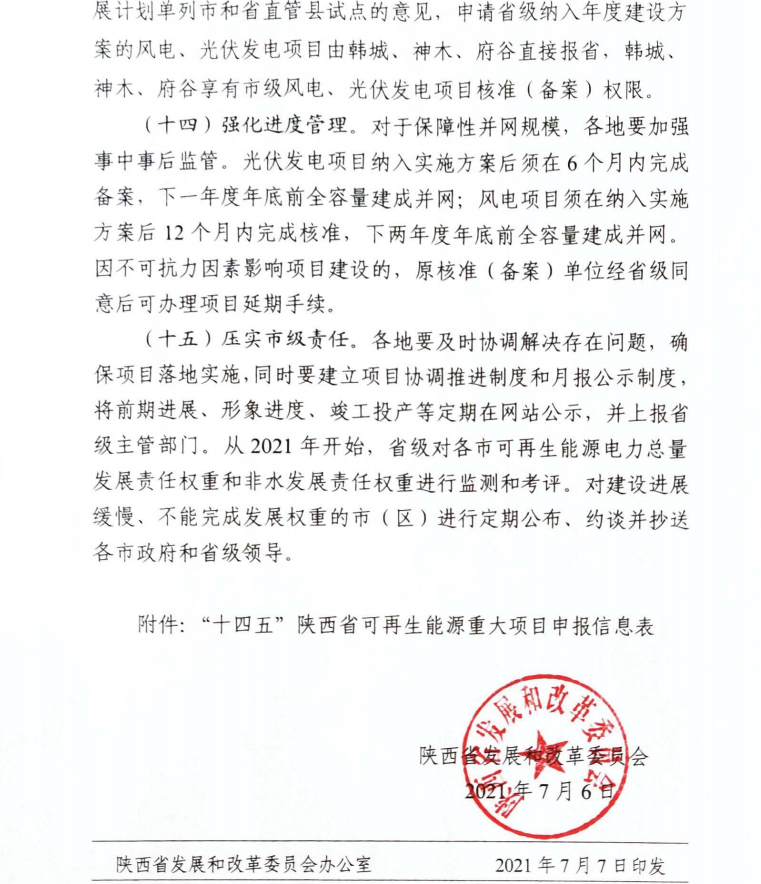 展计划单列市和省直管县试点的意见，申请省级纳入年度建设方
案的风电、光伏发电项目由韩城、神木、府谷直接报省，韩城、
神木、府谷享有市级风电、光伏发电项目核准（备案）权限。
（十四）强化进度管理。对于保障性并网规模，各地要加强
事中事后监管。光伏发电项目纳入实施方案后须在6个月内完成
备案，下一年度年底前全容量建成并网；风电项目须在纳入实施
方案后12个月内完成核准，下两年度年底前全容量建成并网。
因不可抗力因素影响项目建设的，原核准（备案）单位经省级同
意后可办理项目延期手续。
（十五）压实市级责任。各地要及时协调解决存在问题，确
保项目落地实施，同时要建立项目协调推进制度和月报公示制度，
将前期进展、形象进度、竣工投产等定期在网站公示，并上报省
级主管部门。从2021年开始，省级对各市可再生能源电力总量
发展责任权重和非水发展责任权重进行监测和考评。对建设进展
缓慢、不能完成发展权重的市（区）进行定期公布、约谈并抄送
各市政府和省级领导。
附件：“十四五”陕西省可再生能源重大项目申报信息表
陕西省发展和改革委员会
陕西省发展和改革委员会
2021年7月6日
陕西省发展和改革委员会办公室 2021年7月7日印发